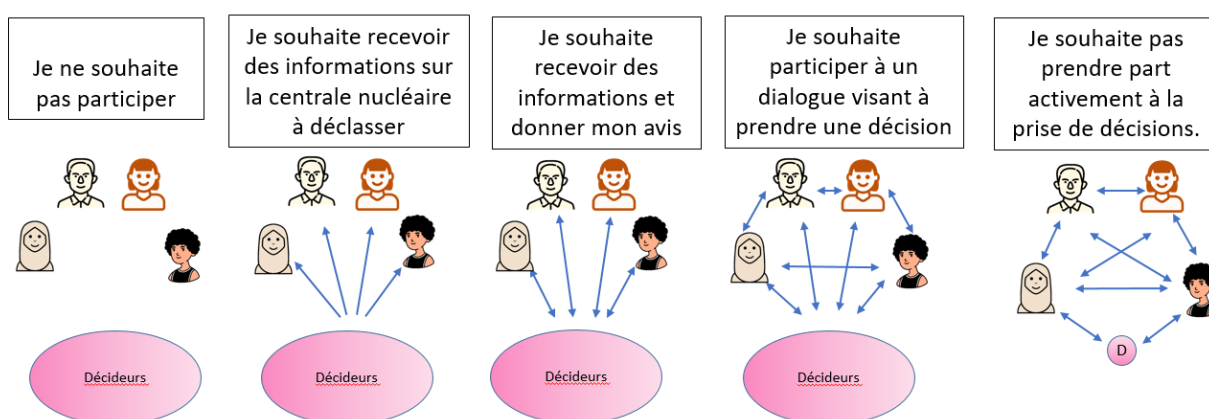 Je ne souhaite
pas participer
Je souhaite recevoir
des informations sur
la centrale nucléaire
à déclasser
Je souhaite
recevoir des
informations et
donner mon avis
Je souhaite
participer à un
dialogue visant à
prendre une décision
Je souhaite pas
prendre part
activement à la
prise de décisions.
Décideurs
Décideurs
Décideurs
Décideurs
D